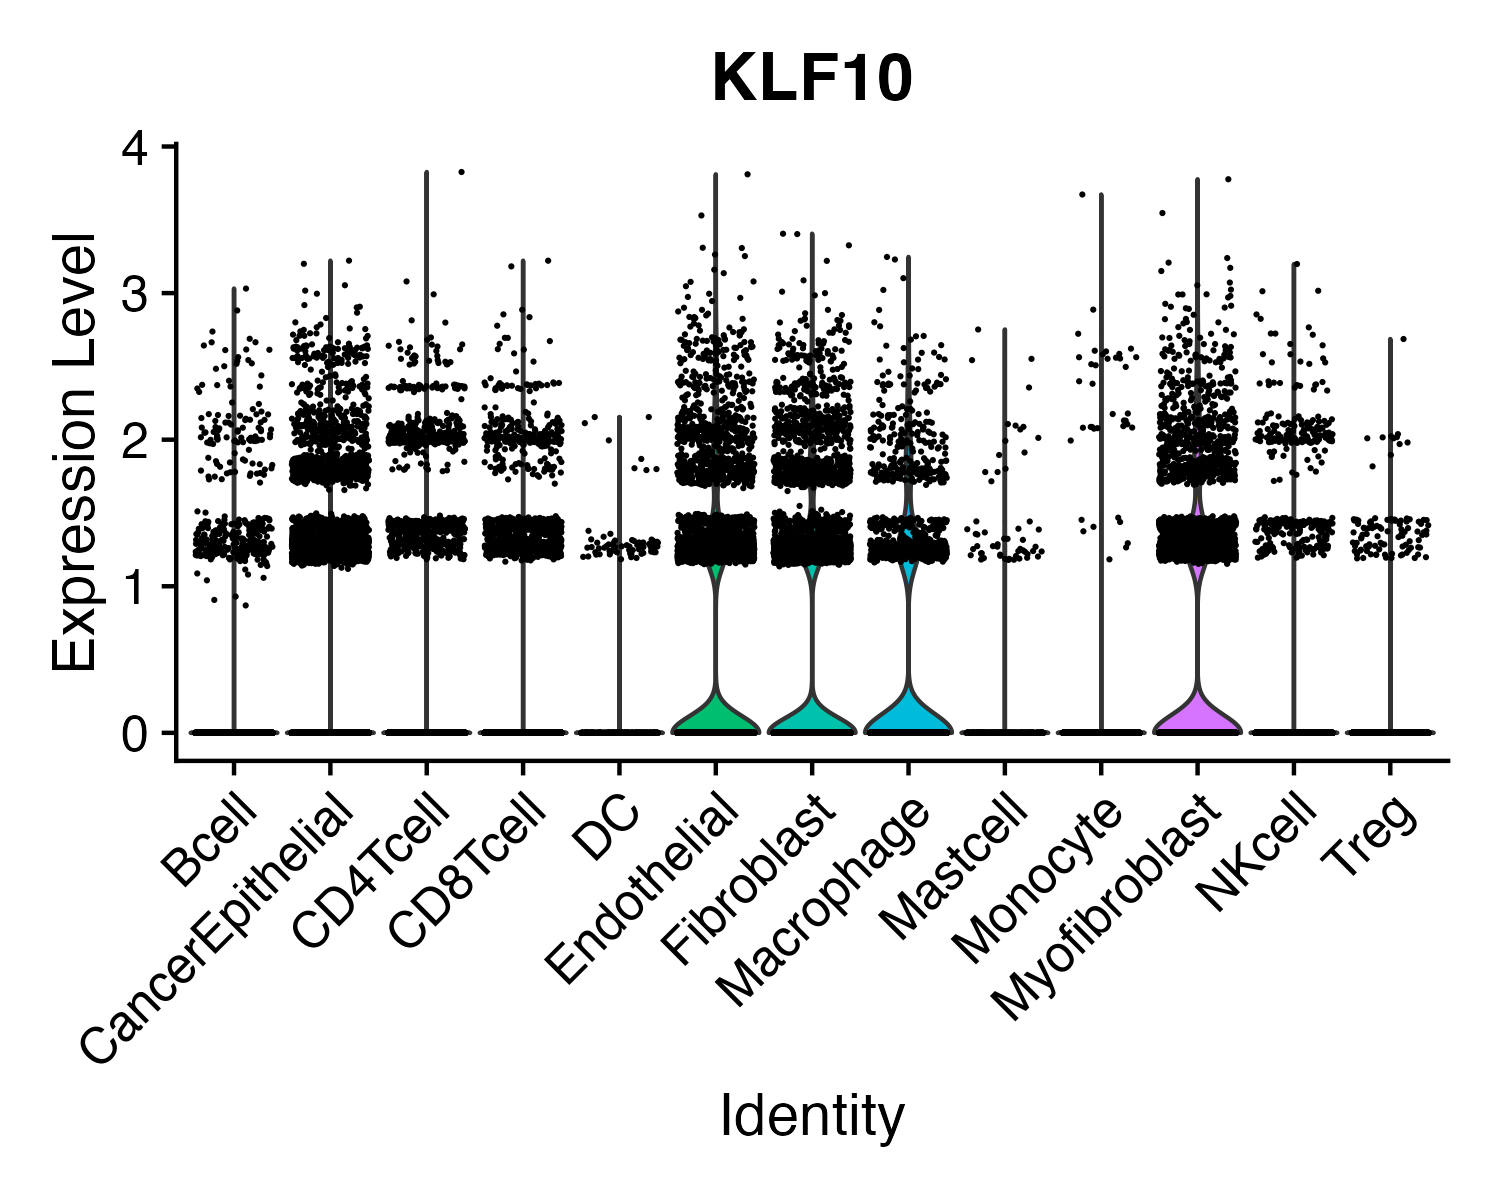 KLF10
Expression Level
4
3
2
1
0
Bcell
CancerEpithelial
CD4Tcell
CD8Tcell
DC
Endothelial
Fibroblast
Macrophage
Mastcell
Monocyte
Myofibroblast
NKcell
Treg
Identity